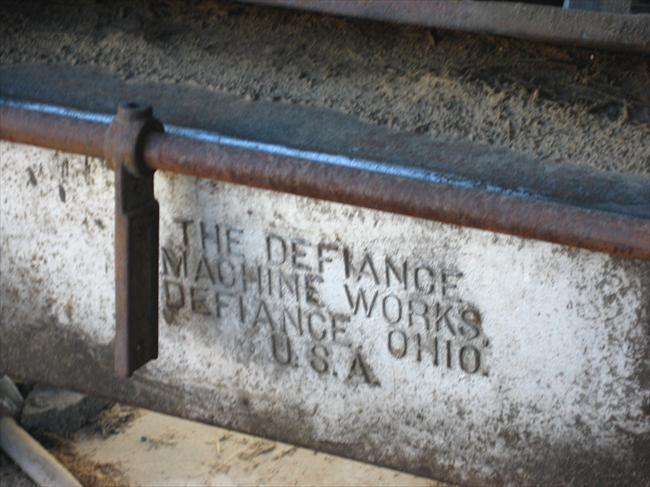 THE DEFIANCE
MACHINE WORKS,
DEFIANCE, OHIO.
U.S.A.